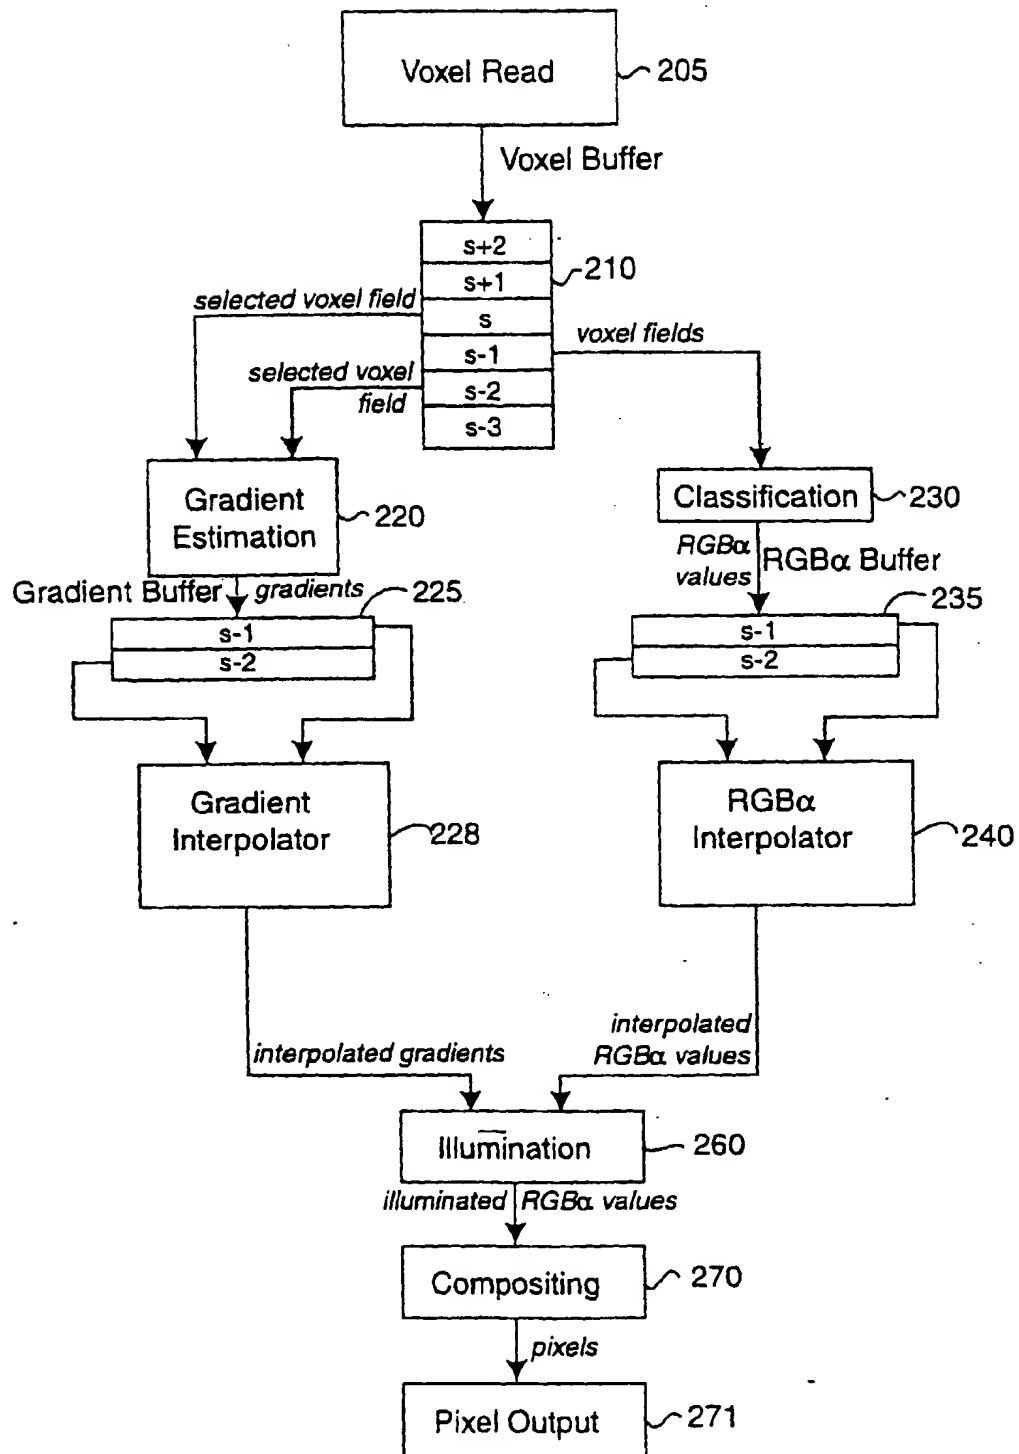 Voxel Read
205
Voxel Buffer
s+2
s+1
210
selected voxel field
s
voxel fields
s-1
selected voxel
field
s-2
s-3
Gradient
Estimation
220
Classification
230
RGBα
values
RGBα Buffer
Gradient Buffer
gradients
225
235
s-1
s-2
s-1
s-2
Gradient
Interpolator
228
RGBα
Interpolator
240
interpolated gradients
interpolated
RGBα values
Illumination
260
illuminated RGBα values
Compositing
270
pixels
Pixel Output
271